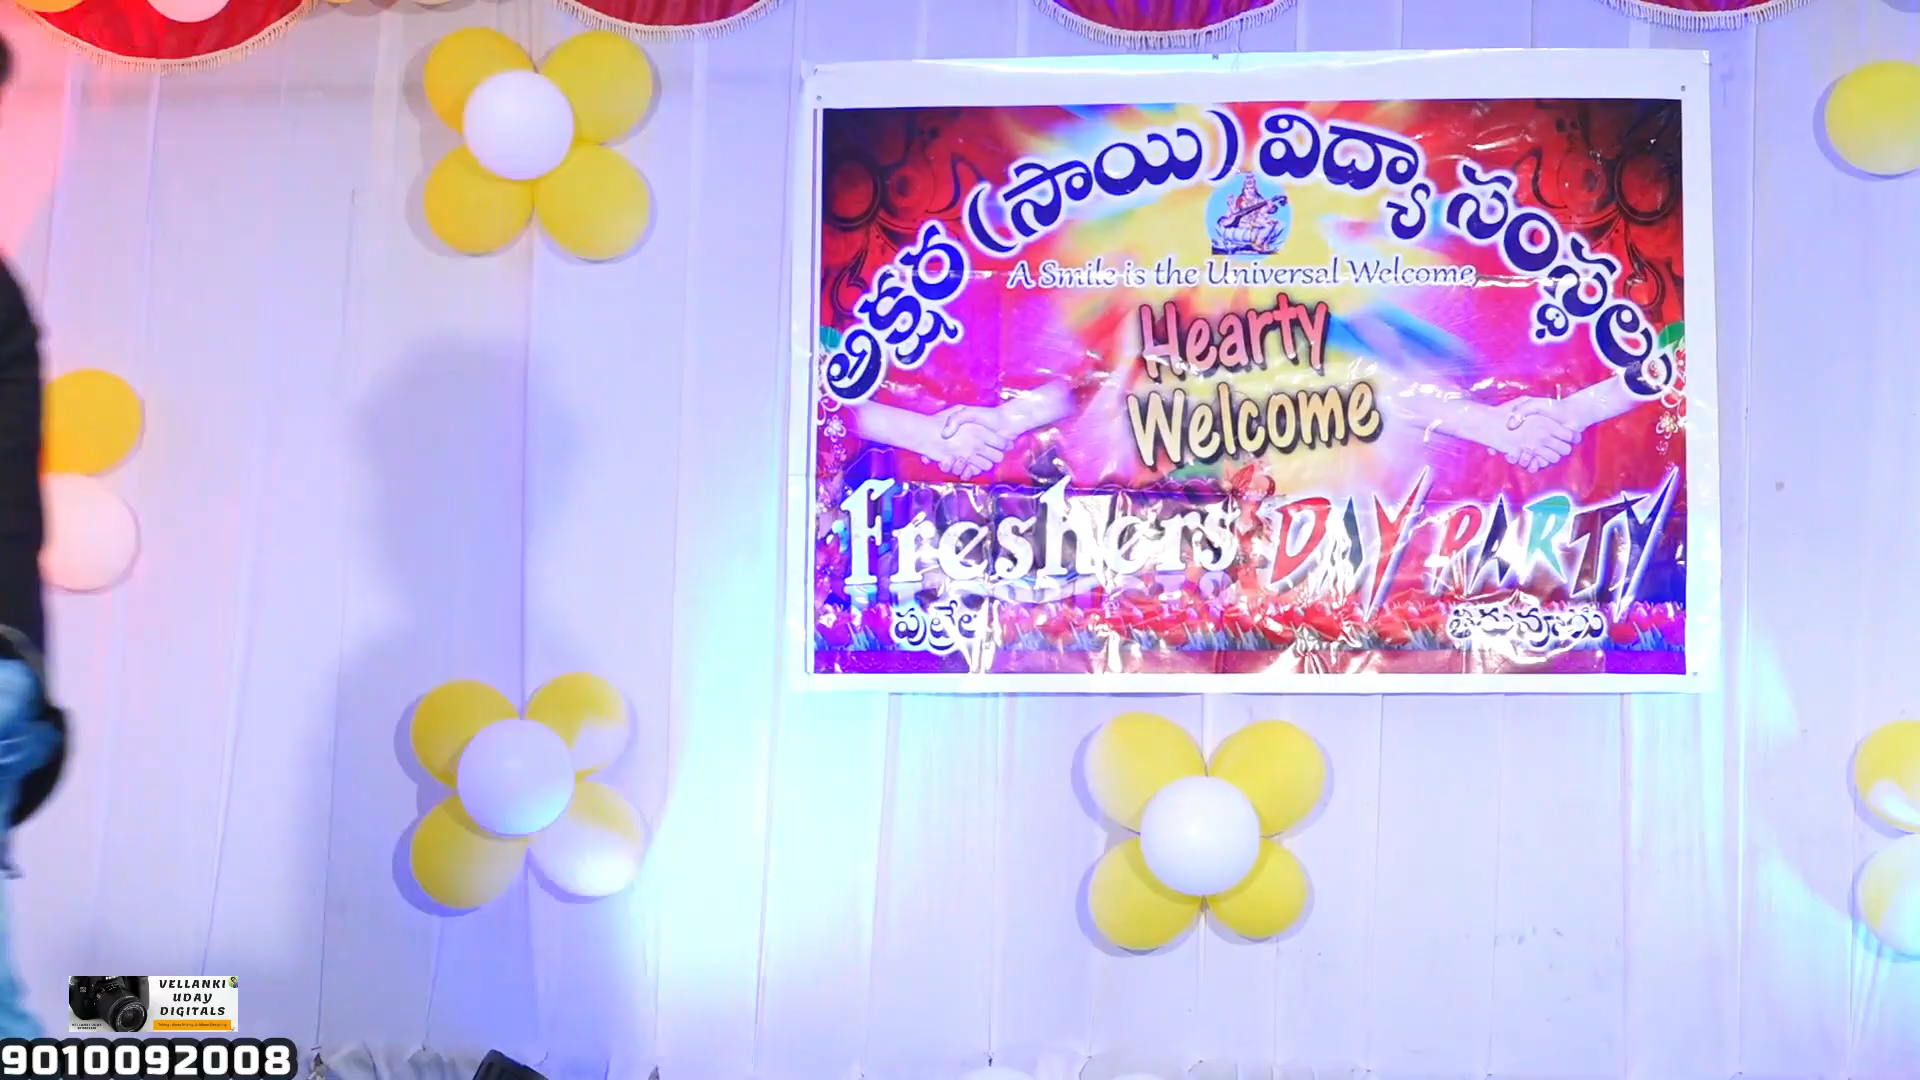 అక్షర (సాయి) విద్యా సంస్థలు
A Smile is the Universal Welcome
Hearty
Welcome
Freshers DAY PARTY
పుట్రేల తిరువూరు
VELLANKI
UDAY
DIGITALS
9010092008